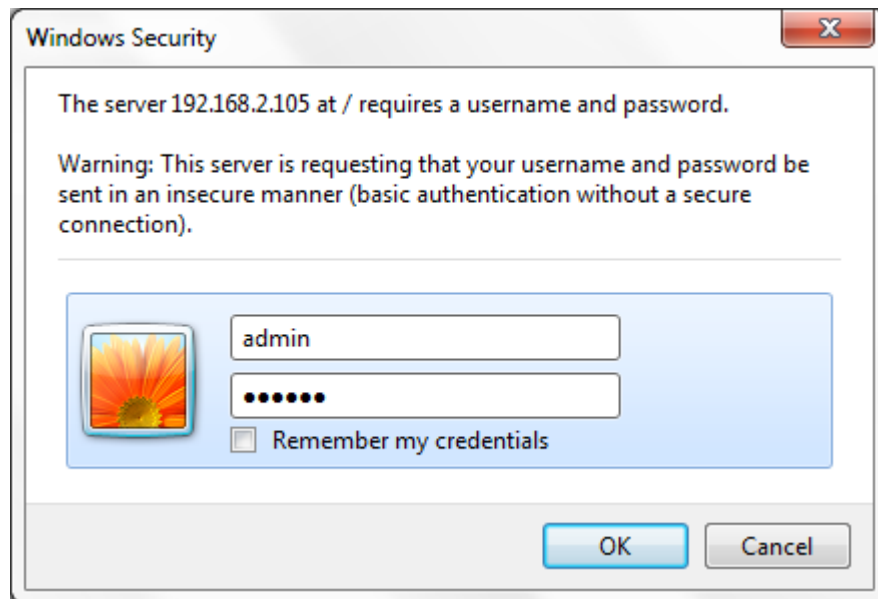 Windows Security
The server 192.168.2.105 at / requires a username and password.
Warning: This server is requesting that your username and password be
sent in an insecure manner (basic authentication without a secure
connection).
admin
●●●●●●
Remember my credentials
OK Cancel